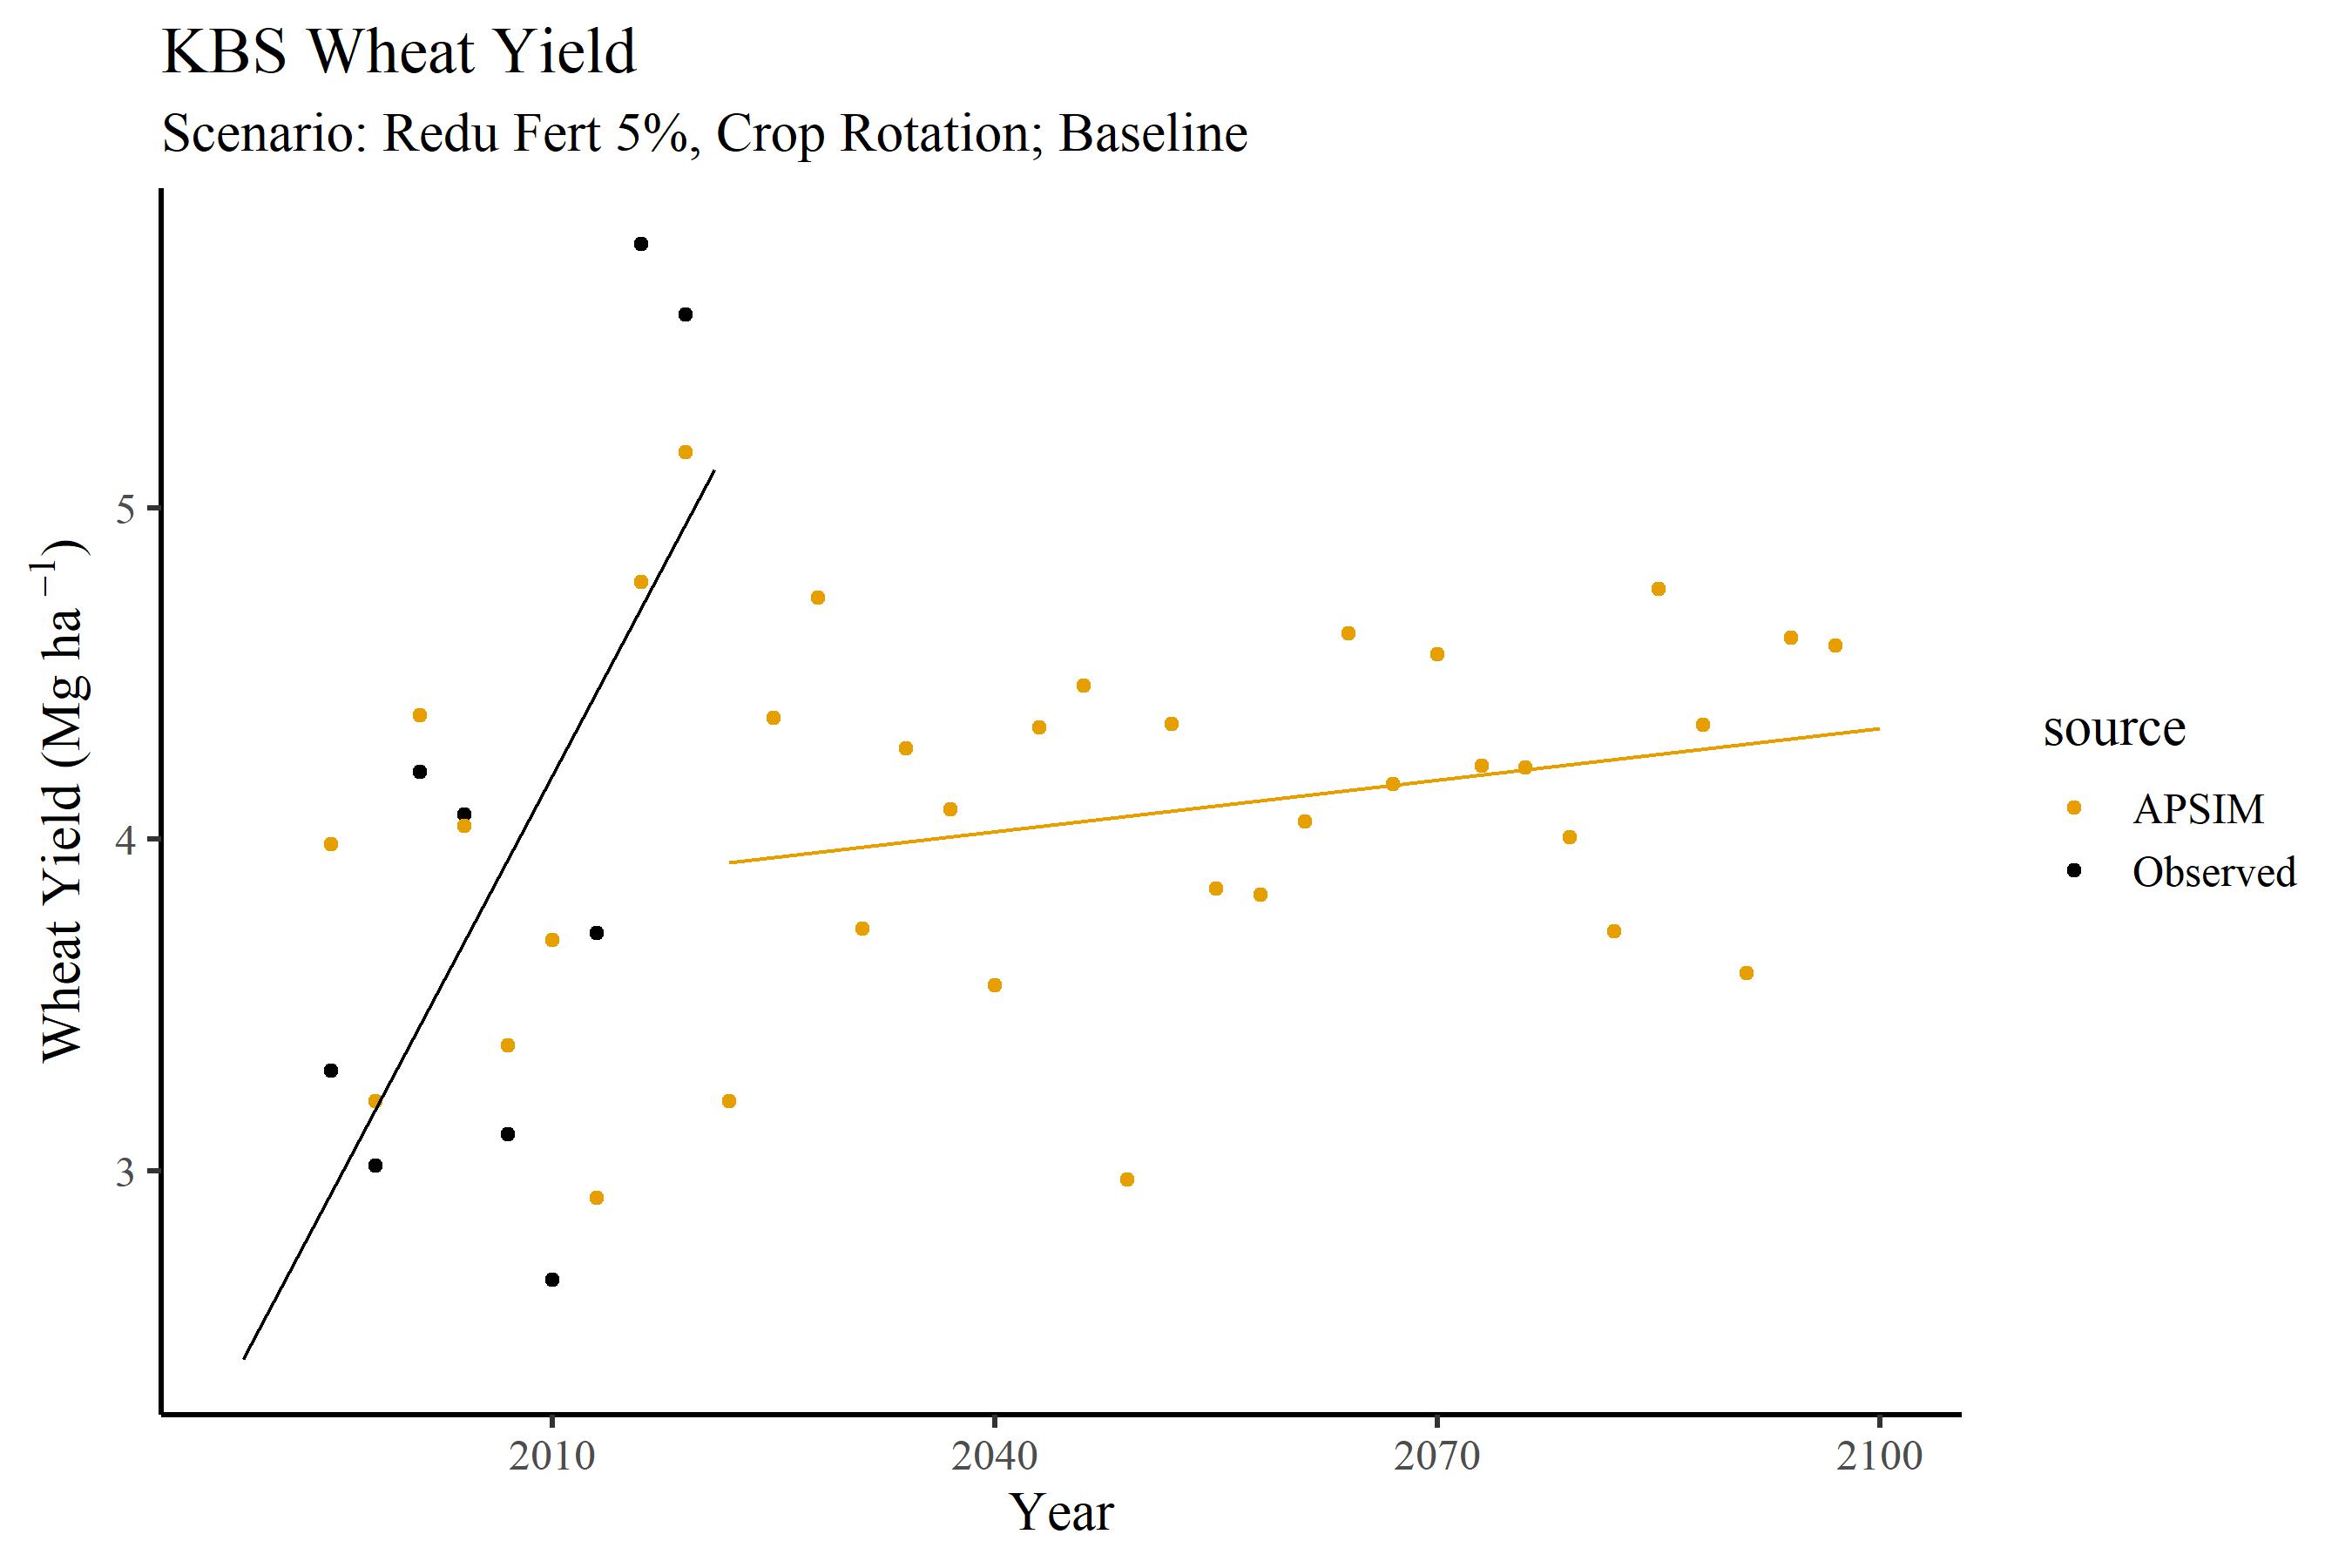 KBS Wheat Yield
Scenario: Redu Fert 5%, Crop Rotation; Baseline
Wheat Yield (Mg ha⁻¹)
5
4
3
2010
2040
2070
2100
Year
source
APSIM
Observed